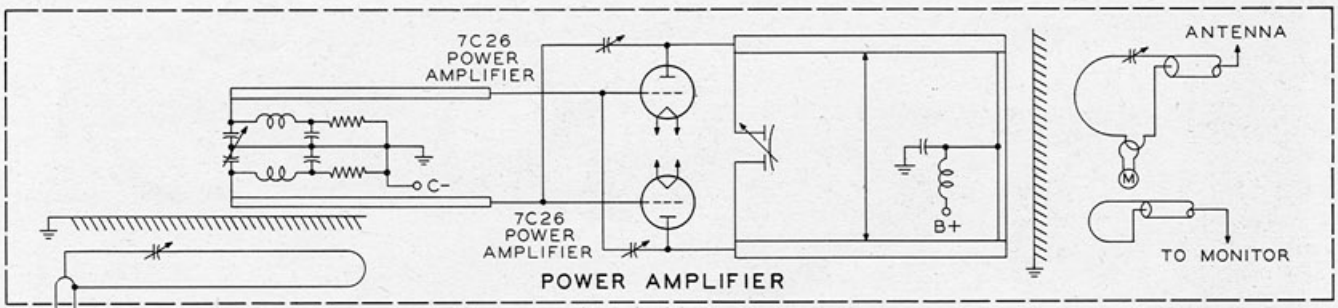 7C26
POWER
AMPLIFIER
ANTENNA
C-
M
B+
7C26
POWER
AMPLIFIER
TO MONITOR
POWER AMPLIFIER